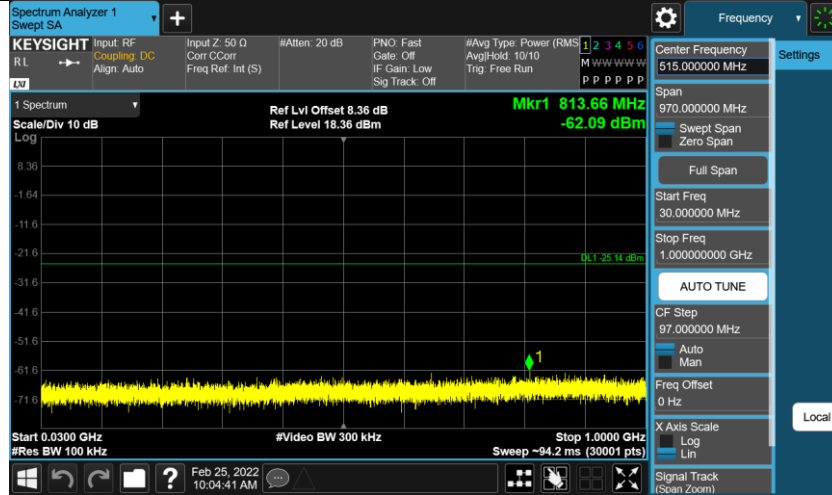 Spectrum Analyzer 1
Swept SA
+
Frequency
KEYSIGHT
RL
LXI
Input: RF
Coupling: DC
Align: Auto
Input Z: 50 Ω
Corr CCorr
Freq Ref: Int (S)
#Atten: 20 dB
PNO: Fast
Gate: Off
IF Gain: Low
Sig Track: Off
#Avg Type: Power (RMS
Avg|Hold: 10/10
Trig: Free Run
1 2 3 4 5 6
M W W W W W
P P P P P P
1 Spectrum
Scale/Div 10 dB
Log
Ref Lvl Offset 8.36 dB
Ref Level 18.36 dBm
Mkr1 813.66 MHz
-62.09 dBm
8.36
-1.64
-11.6
-21.6
-31.6
-41.6
-51.6
-61.6
-71.6
DL1 -25.14 dBm
1
Start 0.0300 GHz
#Res BW 100 kHz
#Video BW 300 kHz
Stop 1.0000 GHz
Sweep ~94.2 ms (30001 pts)
?
Feb 25, 2022
10:04:41 AM
Center Frequency
515.000000 MHz
Span
970.000000 MHz
Swept Span
Zero Span
Full Span
Start Freq
30.000000 MHz
Stop Freq
1.000000000 GHz
AUTO TUNE
CF Step
97.000000 MHz
Auto
Man
Freq Offset
0 Hz
X Axis Scale
Log
Lin
Signal Track
(Span Zoom)
Settings
Local